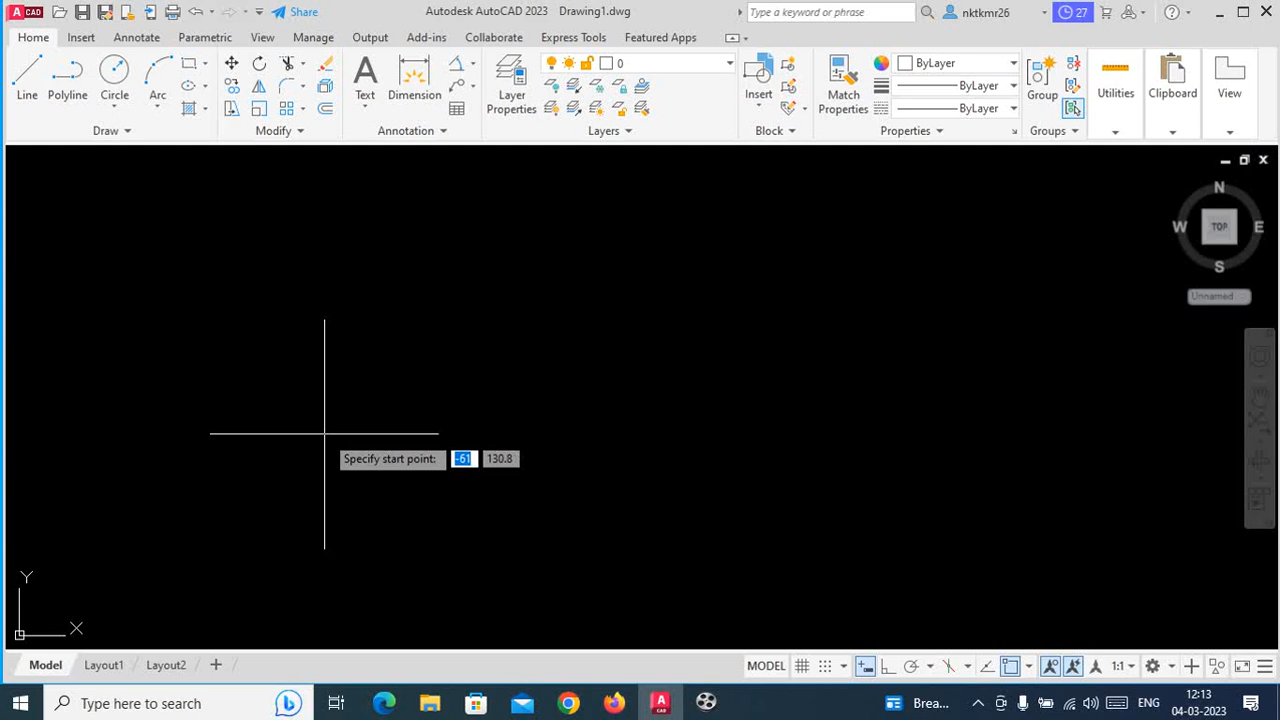 CAD Share Autodesk AutoCAD 2023 Drawing1.dwg Type a keyword or phrase nktkmr26 27
Home Insert Annotate Parametric View Manage Output Add-ins Collaborate Express Tools Featured Apps
0 ByLayer
ByLayer
ByLayer
Line Polyline Circle Arc Text Dimension Layer Properties Insert Match Properties Group Utilities Clipboard View
Draw Modify Annotation Layers Block Properties Groups
N
W TOP E
S
Unnamed
Specify start point: -61 130.8
Y
X
Model Layout1 Layout2 + MODEL 1:1
Type here to search Brea... ENG 12:13
04-03-2023